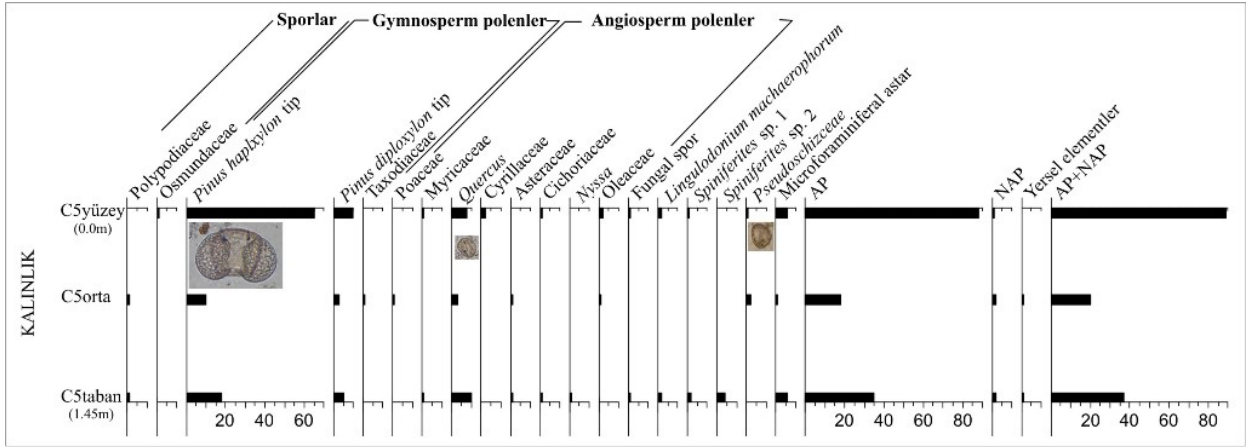 Sporlar
Gymnosperm polenler
Angiosperm polenler
Polypodiaceae
Osmundaceae
Pinus haplxylon tip
Pinus diploxylon tip
Taxodiaceae
Poaceae
Myricaceae
Quercus
Cyrillaceae
Asteraceae
Cichoriaceae
Nyssa
Oleaceae
Fungal spor
Lingulodonium machaerophorum
Spiniferites sp. 1
Spiniferites sp. 2
Pseudoschizceae
Microforaminiferal astar
AP
NAP
Yersel elementler
AP+NAP
KALINLIK
C5yüzey
(0.0m)
C5orta
C5taban
(1.45m)
20 40 60 20 40 60 80 20 40 60 80